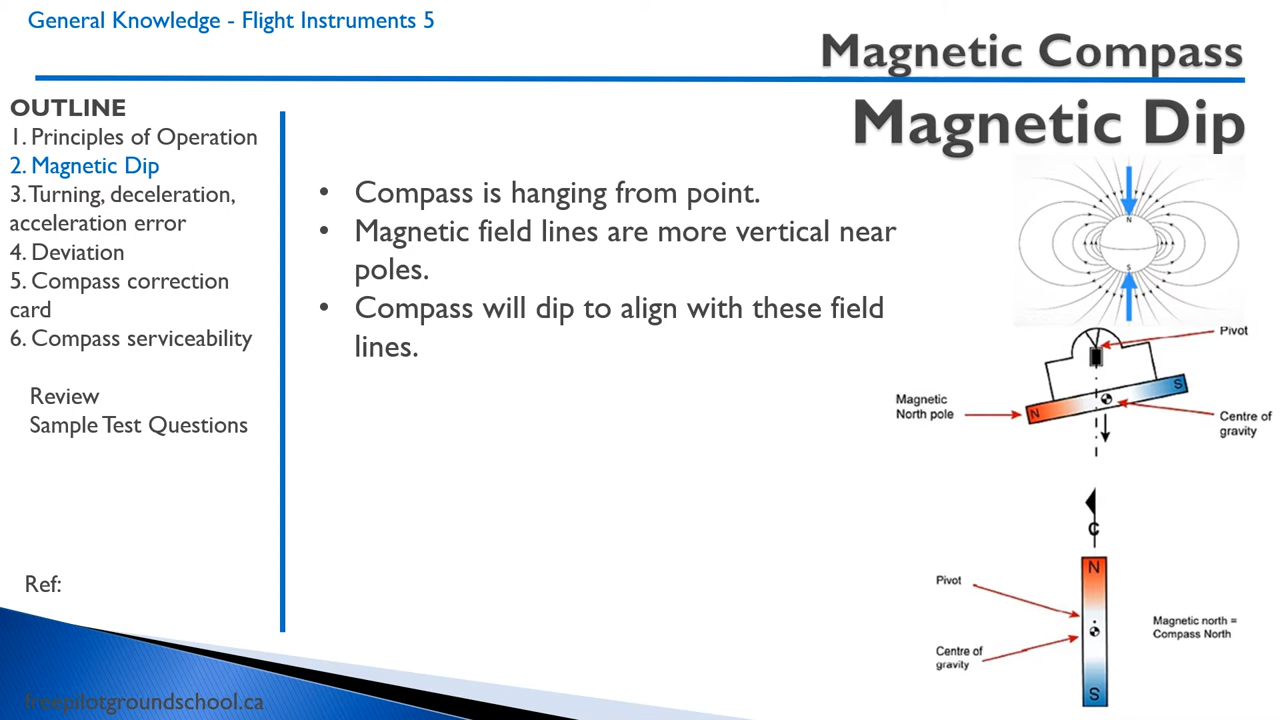 General Knowledge - Flight Instruments 5
Magnetic Compass
Magnetic Dip
OUTLINE
1. Principles of Operation
2. Magnetic Dip
3. Turning, deceleration,
acceleration error
4. Deviation
5. Compass correction
card
6. Compass serviceability
Review
Sample Test Questions
Ref:
freepilotgroundschool.ca
• Compass is hanging from point.
• Magnetic field lines are more vertical near
poles.
• Compass will dip to align with these field
lines.
N
S
Pivot
S
Magnetic
North pole
N
Centre of
gravity
C
N
Pivot
Magnetic north =
Compass North
Centre of
gravity
S